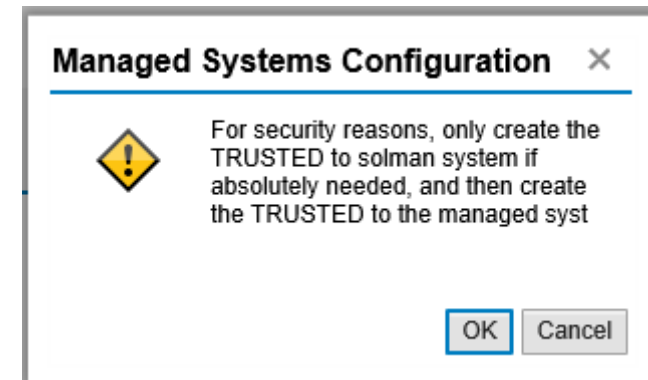 Managed Systems Configuration ×
For security reasons, only create the
TRUSTED to solman system if
absolutely needed, and then create
the TRUSTED to the managed syst
OK Cancel